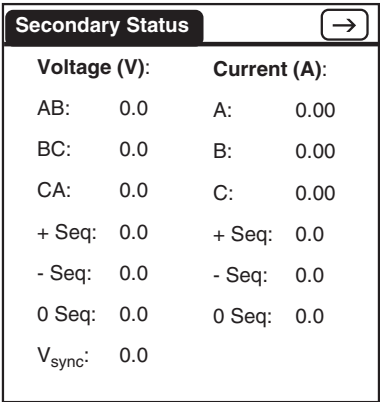 Secondary Status →
Voltage (V): Current (A):
AB: 0.0 A: 0.00
BC: 0.0 B: 0.00
CA: 0.0 C: 0.00
+ Seq: 0.0 + Seq: 0.0
- Seq: 0.0 - Seq: 0.0
0 Seq: 0.0 0 Seq: 0.0
Vsync: 0.0